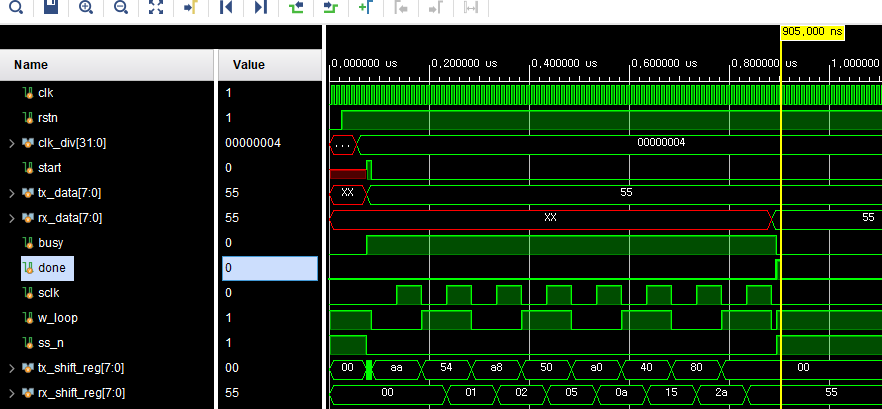 905,000 ns
Name Value
0,000000 us 0,200000 us 0,400000 us 0,600000 us 0,800000 us 1,000000
clk 1
rstn 1
clk_div[31:0] 00000004 ... 00000004
start 0
tx_data[7:0] 55 XX 55
rx_data[7:0] 55 XX 55
busy 0
done 0
sclk 0
w_loop 1
ss_n 1
tx_shift_reg[7:0] 00 00 aa 54 a8 50 a0 40 80 00
rx_shift_reg[7:0] 55 00 01 02 05 0a 15 2a 55